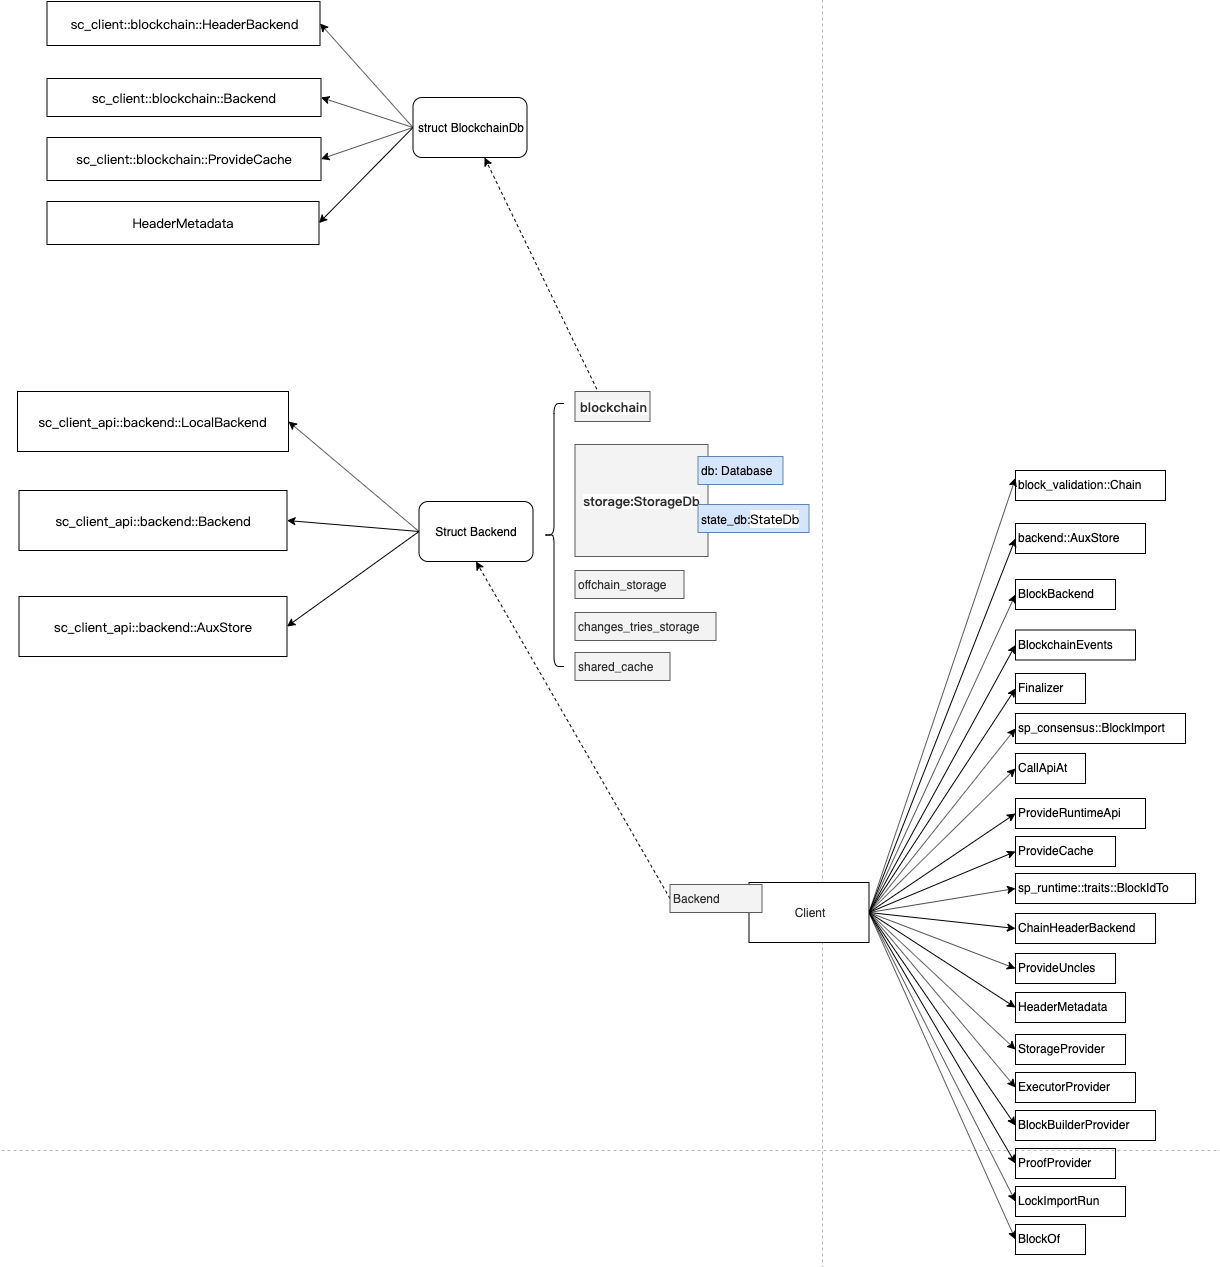 sc_client::blockchain::HeaderBackend
sc_client::blockchain::Backend
struct BlockchainDb
sc_client::blockchain::ProvideCache
HeaderMetadata
blockchain
sc_client_api::backend::LocalBackend
db: Database
storage:StorageDb
state_db:StateDb
sc_client_api::backend::Backend
Struct Backend
offchain_storage
sc_client_api::backend::AuxStore
changes_tries_storage
shared_cache
Backend
Client
block_validation::Chain
backend::AuxStore
BlockBackend
BlockchainEvents
Finalizer
sp_consensus::BlockImport
CallApiAt
ProvideRuntimeApi
ProvideCache
sp_runtime::traits::BlockIdTo
ChainHeaderBackend
ProvideUncles
HeaderMetadata
StorageProvider
ExecutorProvider
BlockBuilderProvider
ProofProvider
LockImportRun
BlockOf